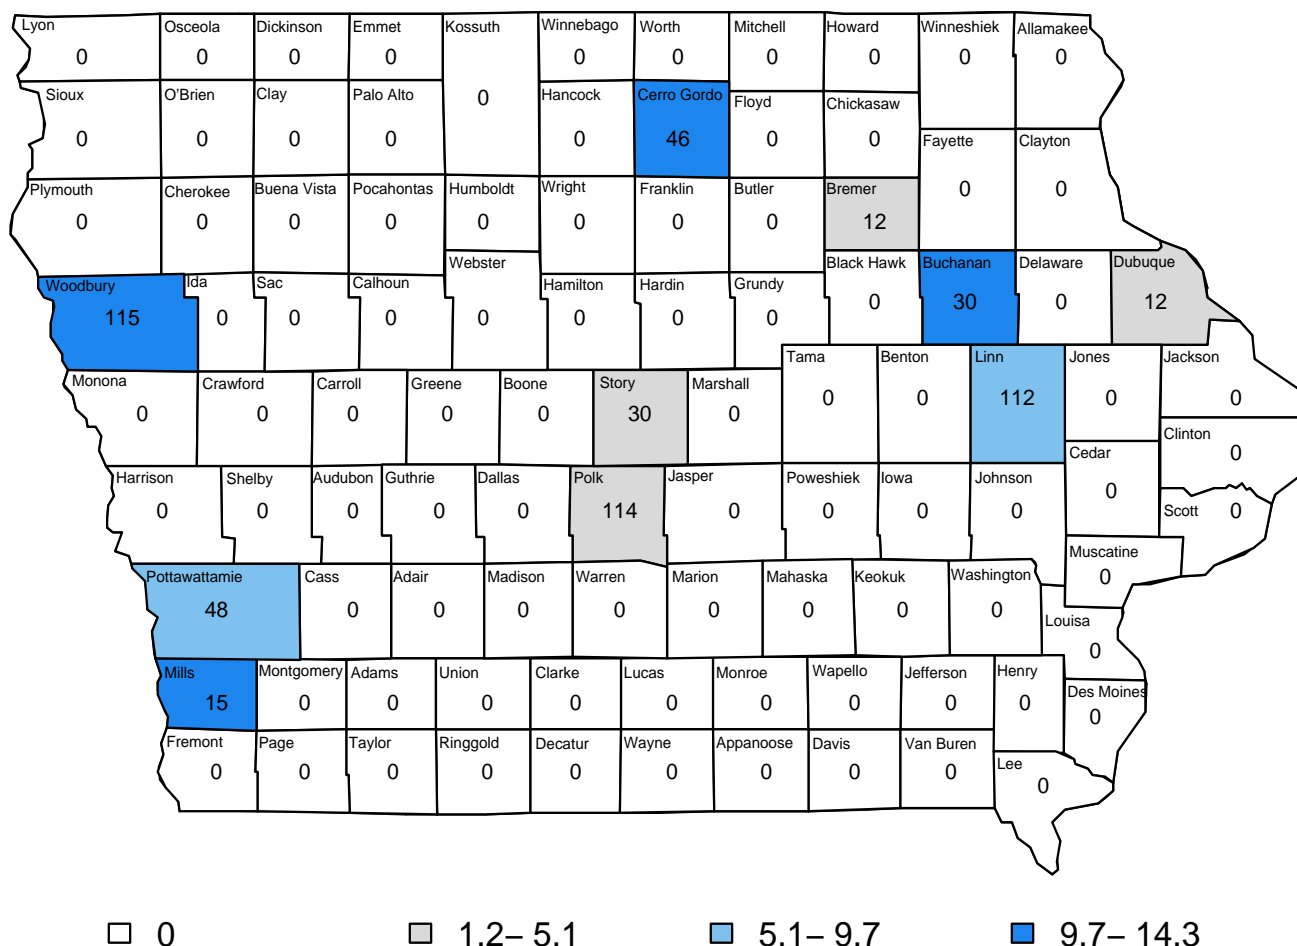 Lyon Osceola Dickinson Emmet Kossuth Winnebago Worth Mitchell Howard Winneshiek Allamakee
0 0 0 0 0 0 0 0 0 0
Sioux O'Brien Clay Palo Alto 0 Hancock Cerro Gordo Floyd Chickasaw
0 0 0 0 0 46 0 0
Fayette Clayton
0 0
Plymouth Cherokee Buena Vista Pocahontas Humboldt Wright Franklin Butler Bremer
0 0 0 0 0 0 0 0 12
Woodbury Ida Sac Calhoun Webster Hamilton Hardin Grundy Black Hawk Buchanan Delaware Dubuque
115 0 0 0 0 0 0 0 0 30 0 12
Monona Crawford Carroll Greene Boone Story Marshall Tama Benton Linn Jones Jackson
0 0 0 0 0 30 0 0 0 112 0 0
Clinton
0
Harrison Shelby Audubon Guthrie Dallas Polk Jasper Poweshiek Iowa Johnson Cedar
0 0 0 0 0 114 0 0 0 0 0
Scott 0
Muscatine
0
Pottawattamie Cass Adair Madison Warren Marion Mahaska Keokuk Washington
48 0 0 0 0 0 0 0 0
Louisa
0
Mills Montgomery Adams Union Clarke Lucas Monroe Wapello Jefferson Henry Des Moines
15 0 0 0 0 0 0 0 0 0 0
Fremont Page Taylor Ringgold Decatur Wayne Appanoose Davis Van Buren Lee
0 0 0 0 0 0 0 0 0 0
0 1.2– 5.1 5.1– 9.7 9.7– 14.3